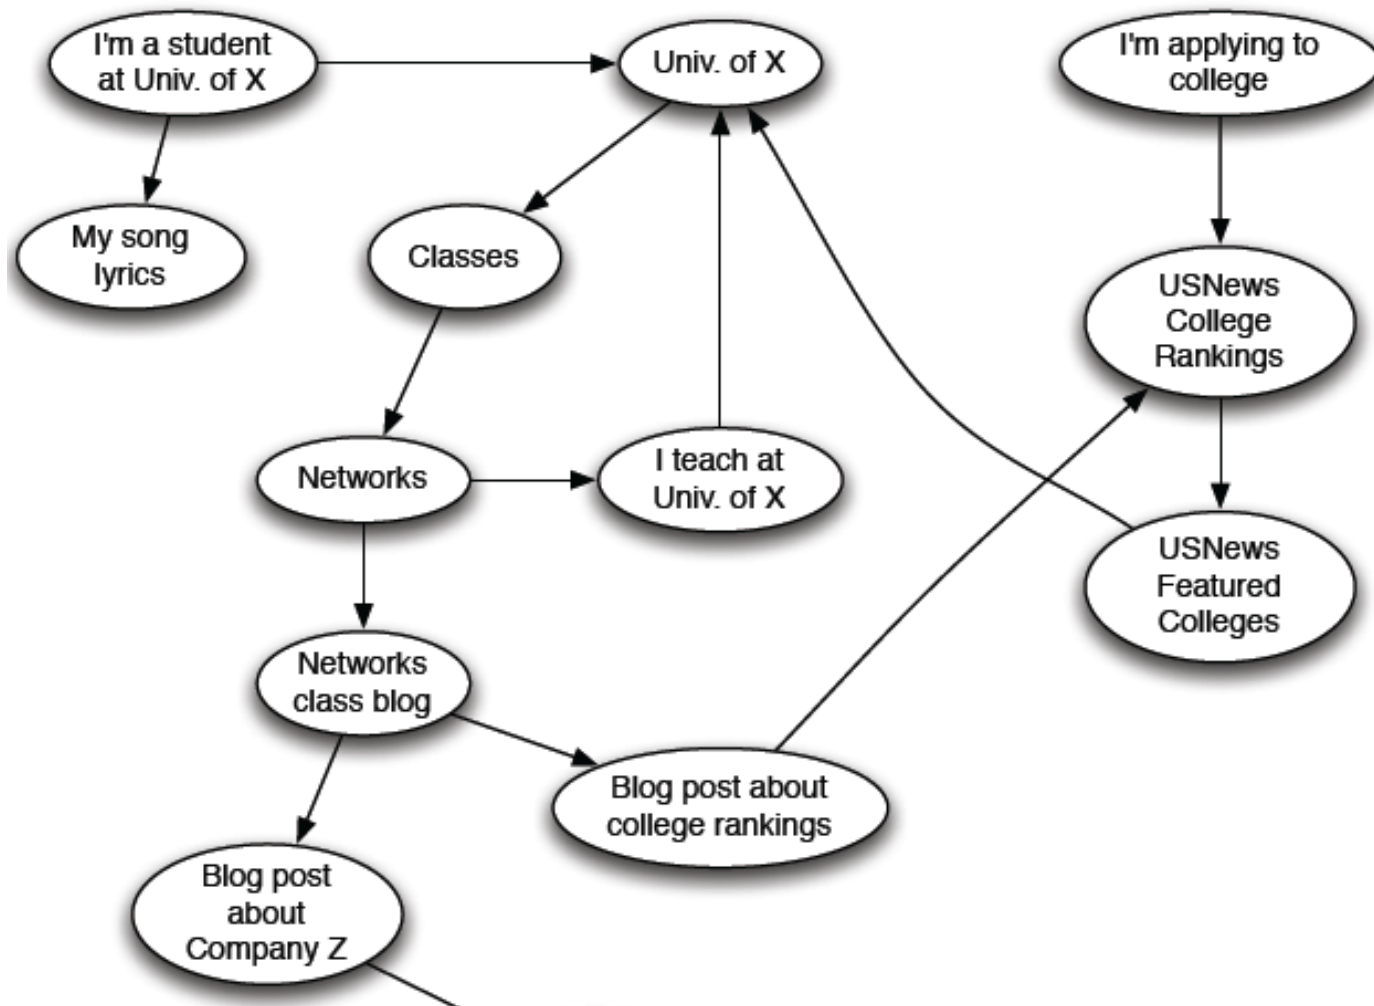 I'm a student
at Univ. of X
Univ. of X
I'm applying to
college
My song
lyrics
Classes
USNews
College
Rankings
Networks
I teach at
Univ. of X
USNews
Featured
Colleges
Networks
class blog
Blog post about
college rankings
Blog post
about
Company Z